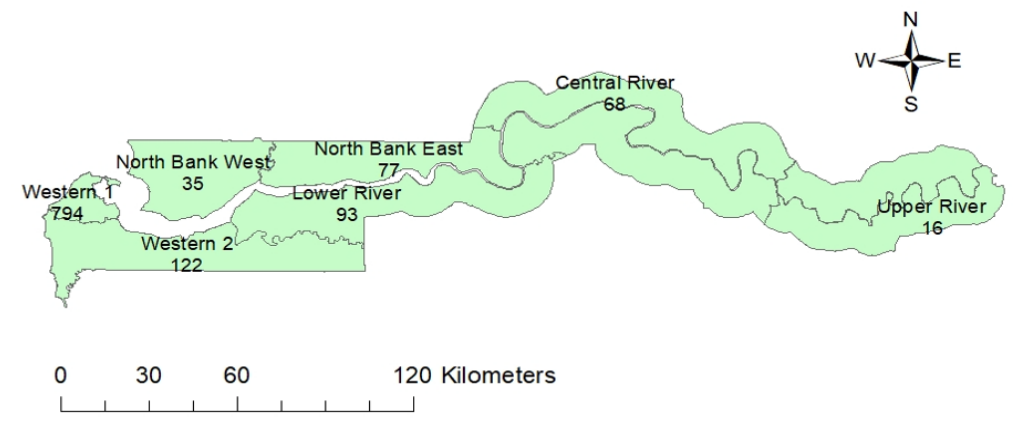 N
W E
S
Central River
68
North Bank East
77
North Bank West
35
Western 1
794
Lower River
93
Upper River
16
Western 2
122
0 30 60 120 Kilometers